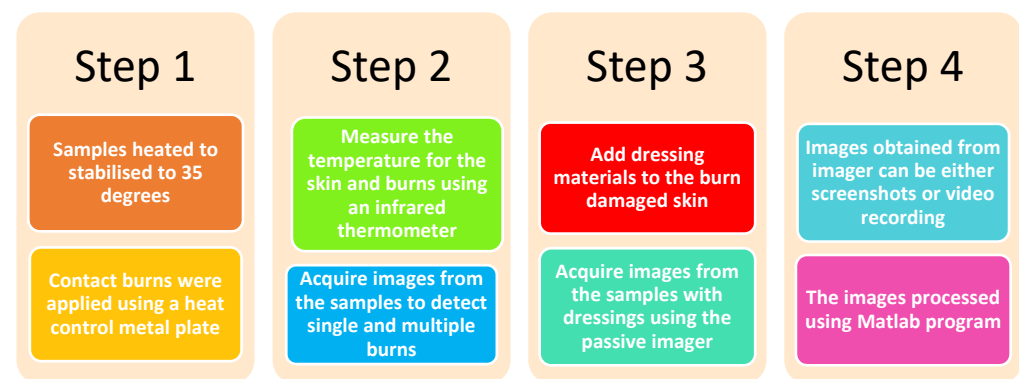 Step 1
Samples heated to
stabilised to 35
degrees
Contact burns were
applied using a heat
control metal plate
Step 2
Measure the
temperature for the
skin and burns using
an infrared
thermometer
Acquire images from
the samples to detect
single and multiple
burns
Step 3
Add dressing
materials to the burn
damaged skin
Acquire images from
the samples with
dressings using the
passive imager
Step 4
Images obtained from
imager can be either
screenshots or video
recording
The images processed
using Matlab program